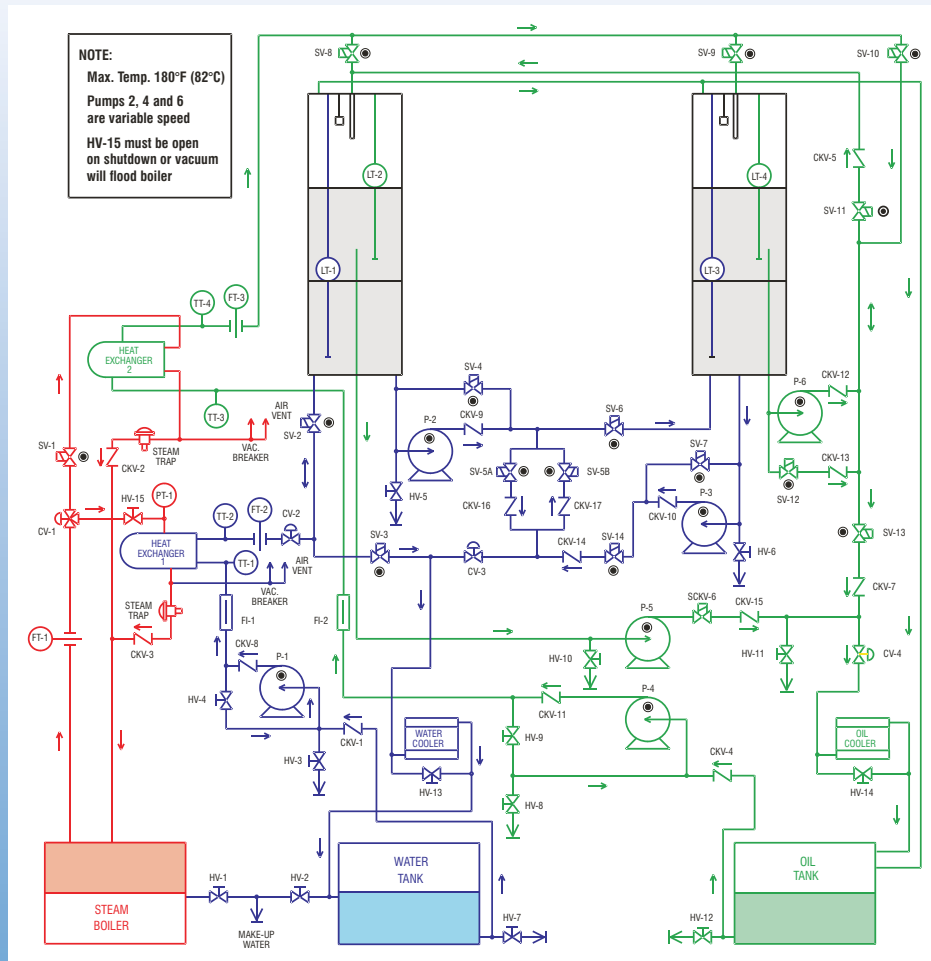 NOTE:
Max. Temp. 180°F (82°C)
Pumps 2, 4 and 6
are variable speed
HV-15 must be open
on shutdown or vacuum
will flood boiler
SV-8
SV-9
SV-10
CKV-5
LT-2
LT-4
SV-11
LT-1
LT-3
TT-4
FT-3
HEAT
EXCHANGER
2
SV-4
CKV-12
TT-3
AIR
VENT
SV-2
P-2
CKV-9
SV-6
P-6
SV-1
CKV-2
STEAM
TRAP
VAC.
BREAKER
SV-7
CKV-13
SV-5A
SV-5B
HV-15
PT-1
HV-5
P-3
SV-12
CV-1
TT-2
FT-2
CV-2
CKV-16
CKV-17
CKV-10
HEAT
EXCHANGER
1
SV-3
CKV-14
SV-14
SV-13
TT-1
AIR
VENT
CV-3
HV-6
VAC.
BREAKER
CKV-7
STEAM
TRAP
FI-1
FI-2
P-5
SCKV-6
CKV-15
FT-1
CKV-3
CKV-8
P-1
HV-10
HV-11
CV-4
P-4
HV-4
CKV-11
CKV-1
WATER
COOLER
HV-9
CKV-4
OIL
COOLER
HV-3
HV-13
HV-8
HV-14
WATER
TANK
OIL
TANK
HV-1
HV-2
STEAM
BOILER
HV-7
HV-12
MAKE-UP
WATER